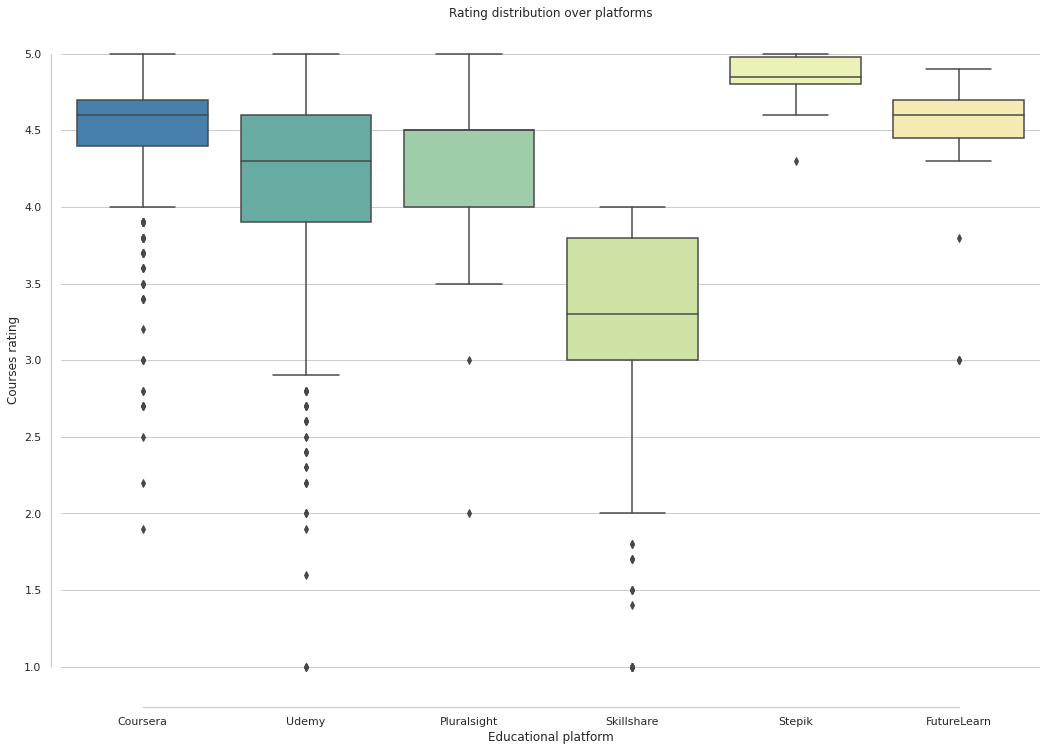 Rating distribution over platforms
Courses rating
5.0
4.5
4.0
3.5
3.0
2.5
2.0
1.5
1.0
Coursera Udemy Pluralsight Skillshare Stepik FutureLearn
Educational platform